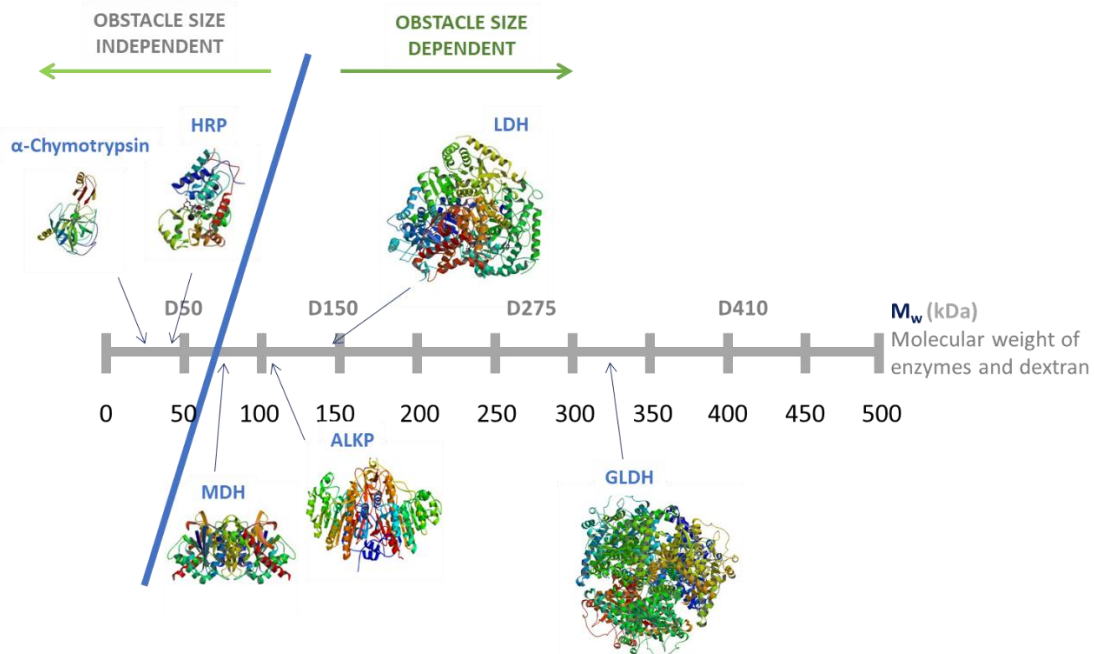 OBSTACLE SIZE
INDEPENDENT
OBSTACLE SIZE
DEPENDENT
α-Chymotrypsin
HRP
LDH
D50
D150
D275
D410
Mw (kDa)
Molecular weight of
enzymes and dextran
0 50 100 150 200 250 300 350 400 450 500
MDH
ALKP
GLDH